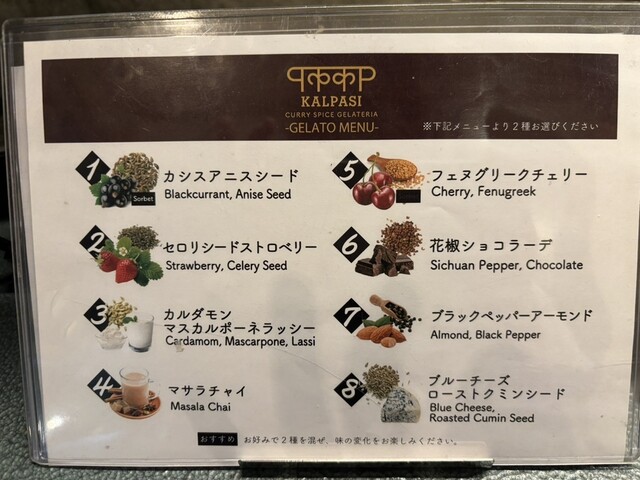 KALPASI
CURRY SPICE GELATERIA
-GELATO MENU-
※下記メニューより2種お選びください
1
Sorbet
カシスアニスシード
Blackcurrant, Anise Seed
2
セロリシードストロベリー
Strawberry, Celery Seed
3
カルダモン
マスカルポーネラッシー
Cardamom, Mascarpone, Lassi
4
マサラチャイ
Masala Chai
5
フェヌグリークチェリー
Cherry, Fenugreek
6
花椒ショコラーデ
Sichuan Pepper, Chocolate
7
ブラックペッパーアーモンド
Almond, Black Pepper
8
ブルーチーズ
ローストクミンシード
Blue Cheese,
Roasted Cumin Seed
おすすめ お好みで2種を混ぜ、味の変化をお楽しみください。